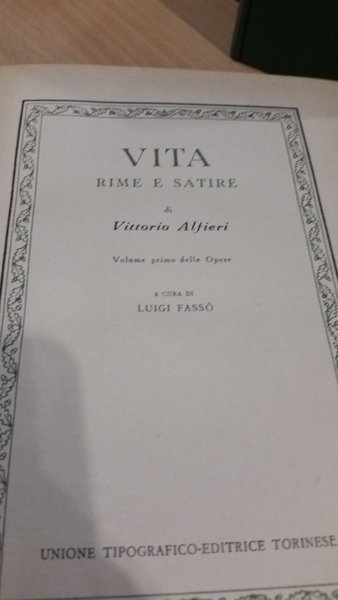 VITA
RIME E SATIRE
di
Vittorio Alfieri
Volume primo delle Opere
A CURA DI
LUIGI FASSÒ
UNIONE TIPOGRAFICO-EDITRICE TORINESE